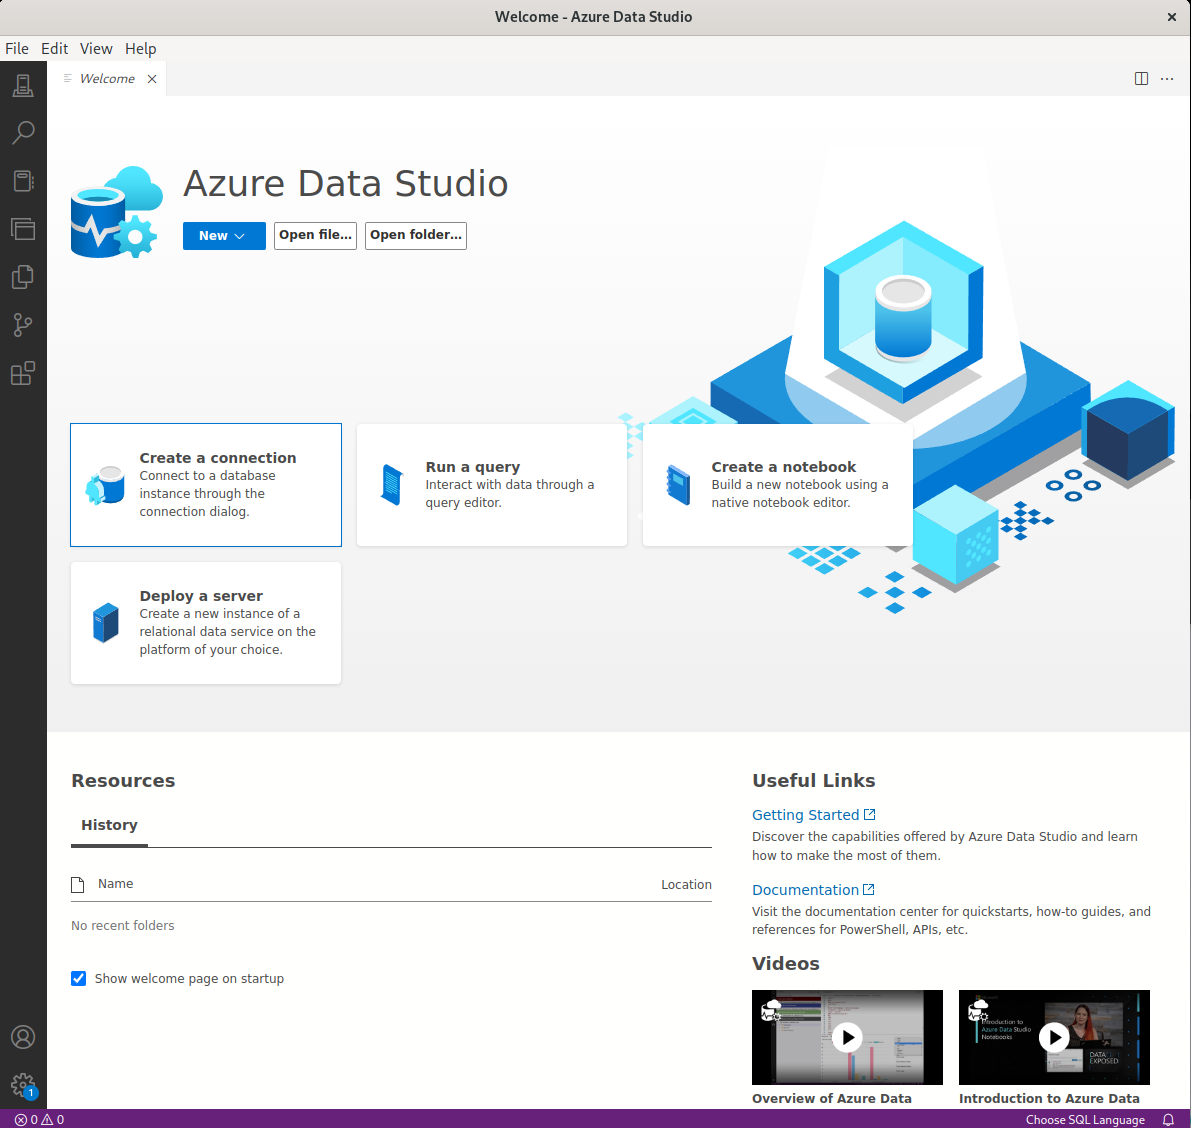 Welcome - Azure Data Studio
File Edit View Help
Welcome
Azure Data Studio
New
Open file...
Open folder...
Create a connection
Connect to a database
instance through the
connection dialog.
Run a query
Interact with data through a
query editor.
Create a notebook
Build a new notebook using a
native notebook editor.
Deploy a server
Create a new instance of a
relational data service on the
platform of your choice.
Resources
History
Name Location
No recent folders
Show welcome page on startup
Useful Links
Getting Started
Discover the capabilities offered by Azure Data Studio and learn
how to make the most of them.
Documentation
Visit the documentation center for quickstarts, how-to guides, and
references for PowerShell, APIs, etc.
Videos
Introduction to
Azure Data Studio
Notebooks
DATA
EXPOSED
Overview of Azure Data
Introduction to Azure Data
1
0 0
Choose SQL Language